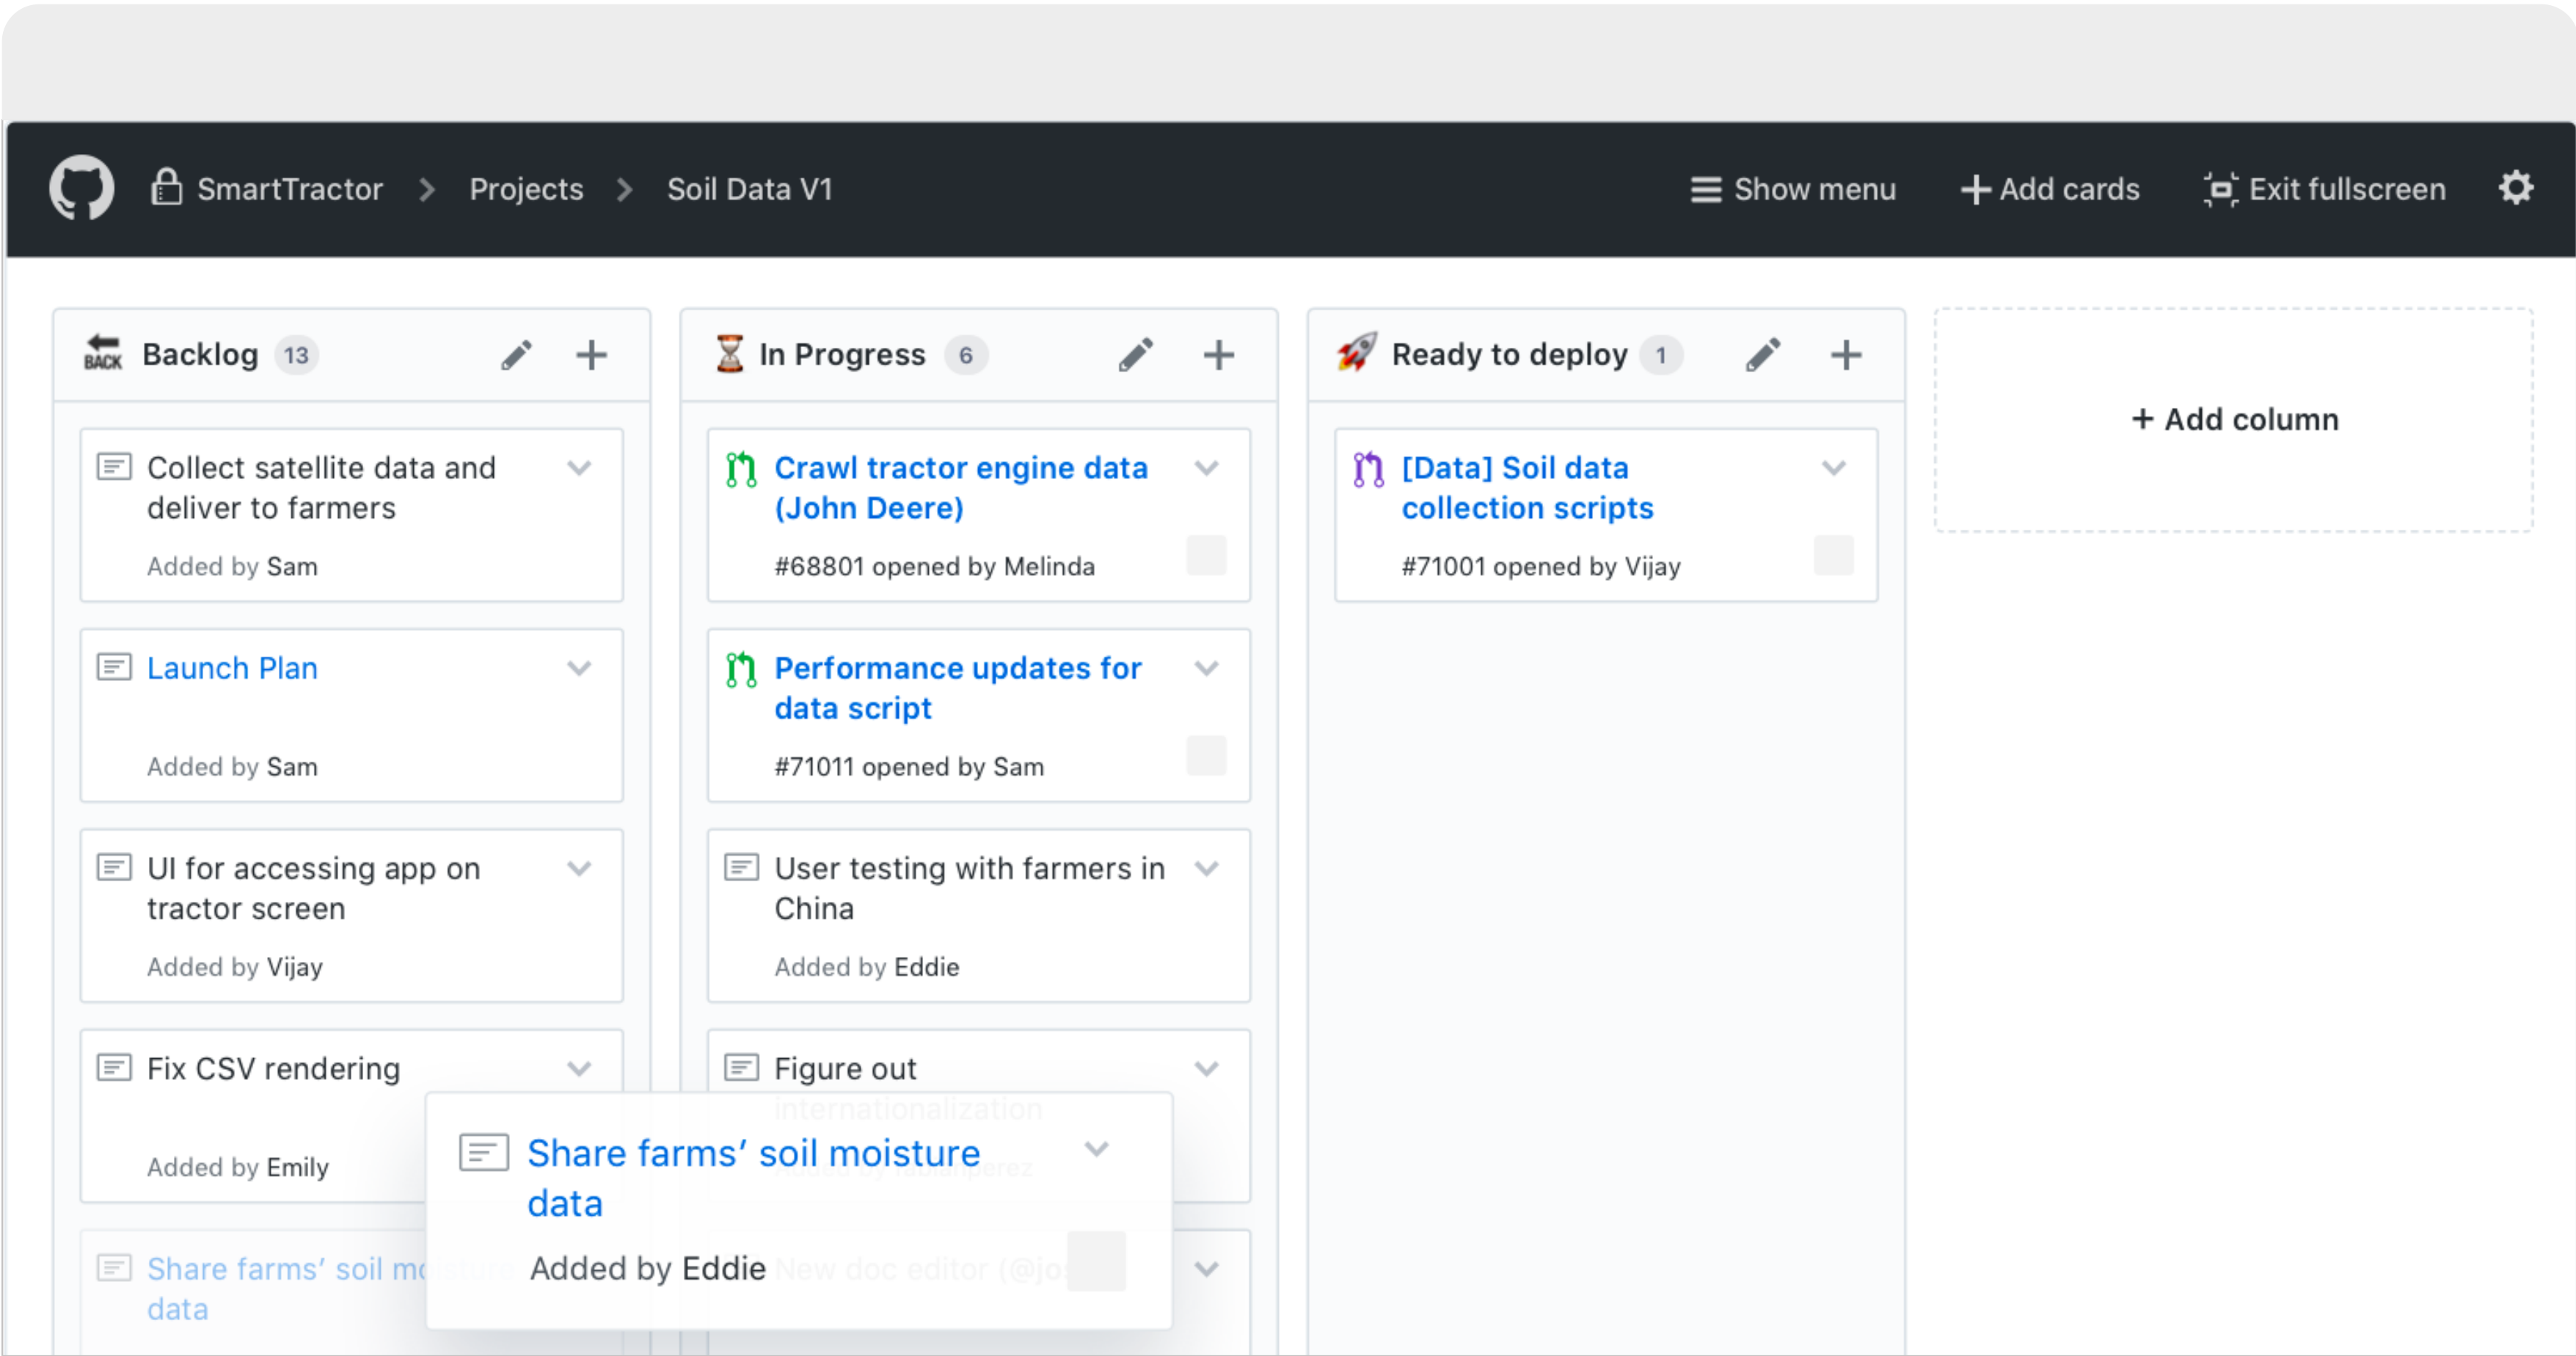 SmartTractor > Projects > Soil Data V1
Show menu
Add cards
Exit fullscreen
BACK Backlog 13
Collect satellite data and
deliver to farmers
Added by Sam
Launch Plan
Added by Sam
UI for accessing app on
tractor screen
Added by Vijay
Fix CSV rendering
Added by Emily
Share farms’ soil moisture
data
In Progress 6
Crawl tractor engine data
(John Deere)
#68801 opened by Melinda
Performance updates for
data script
#71011 opened by Sam
User testing with farmers in
China
Added by Eddie
Figure out
internationalization
New doc editor
Share farms’ soil moisture
data
Added by Eddie
Ready to deploy 1
[Data] Soil data
collection scripts
#71001 opened by Vijay
+ Add column